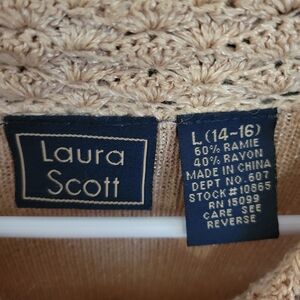 Laura
Scott
L (14-16)
60% RAMIE
40% RAYON
MADE IN CHINA
DEPT NO. 607
STOCK# 10865
RN 15099
CARE SEE
REVERSE